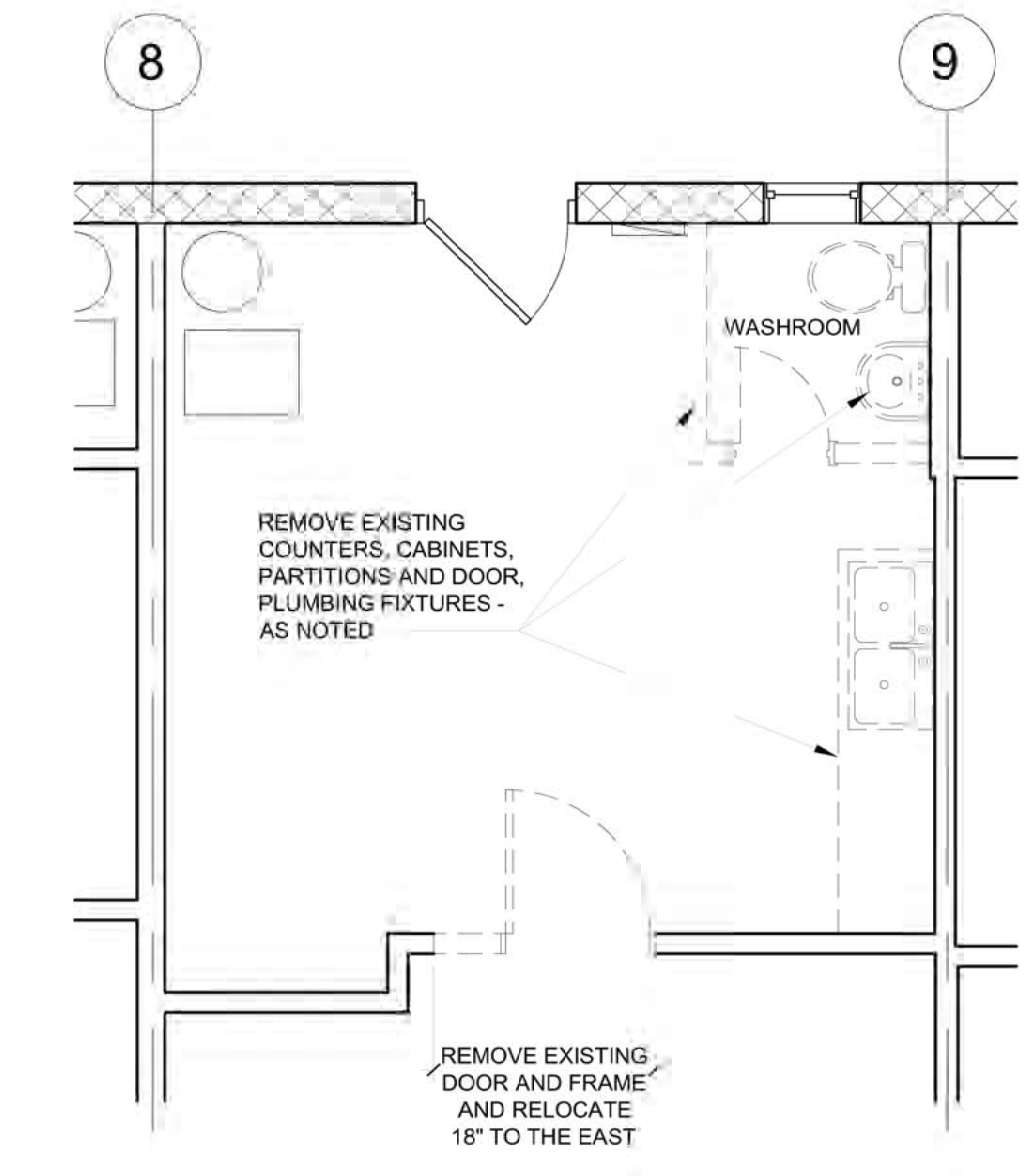 8
9
WASHROOM
REMOVE EXISTING
COUNTERS, CABINETS,
PARTITIONS AND DOOR,
PLUMBING FIXTURES -
AS NOTED
REMOVE EXISTING
DOOR AND FRAME
AND RELOCATE
18" TO THE EAST